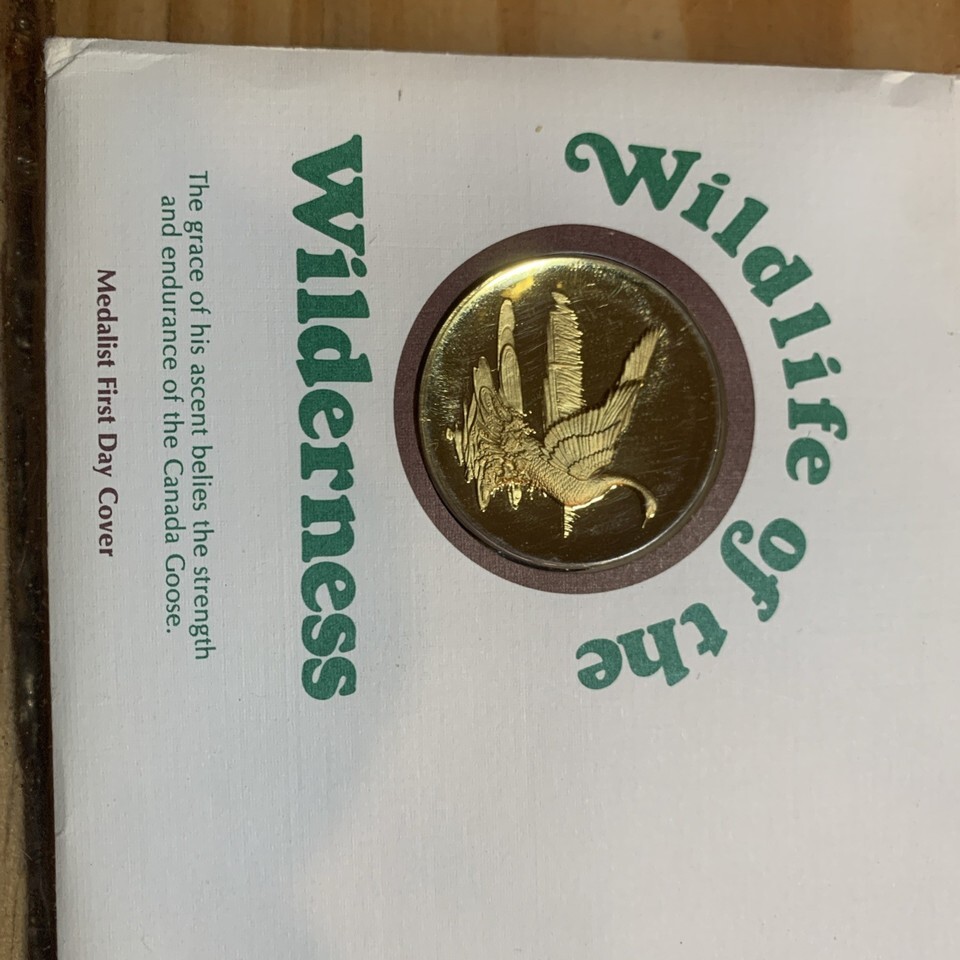 Wildlife of the
Wilderness
The grace of his ascent belies the strength
and endurance of the Canada Goose.
Medalist First Day Cover